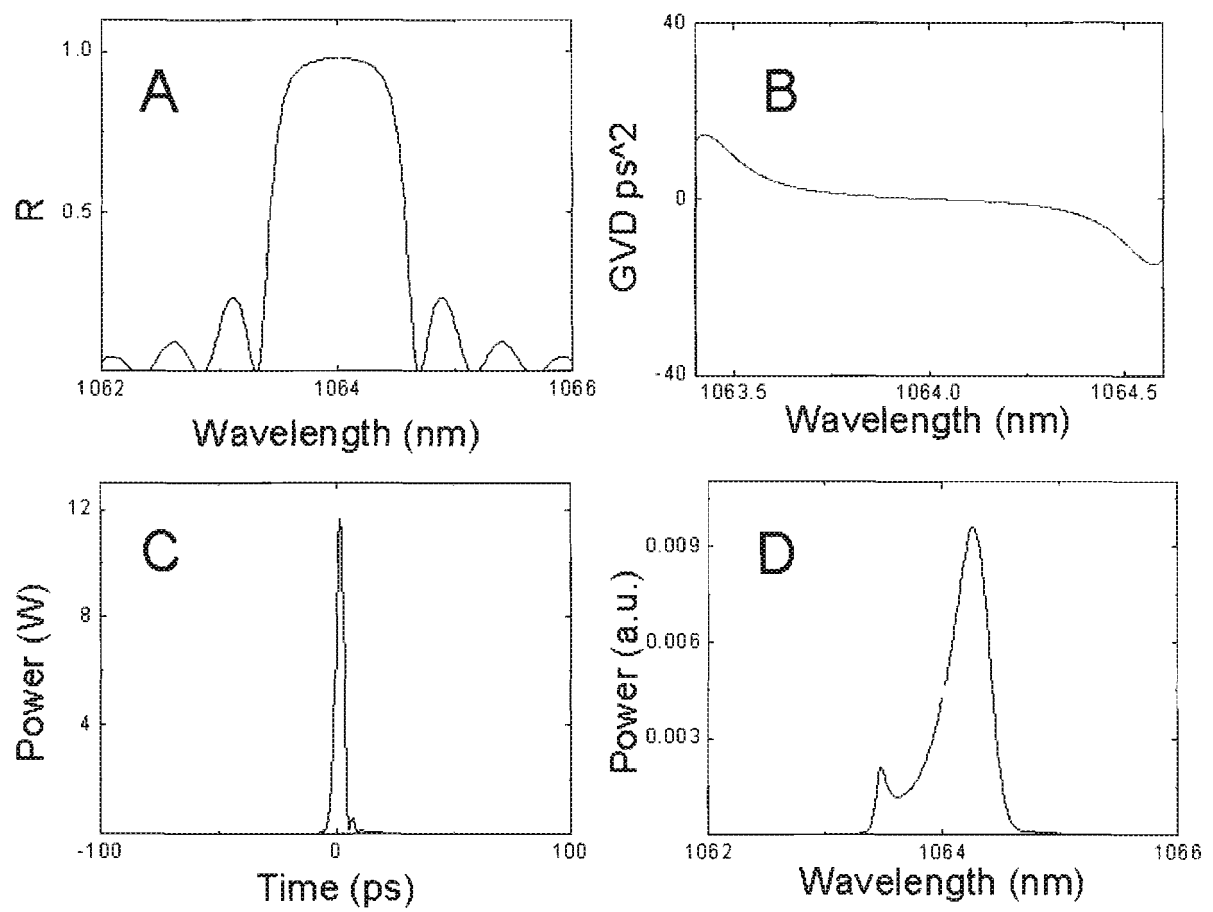 A
R
1.0
0.5
1062
1064
1066
Wavelength (nm)
B
GVD ps^2
40
0
-40
1063.5
1064.0
1064.5
Wavelength (nm)
C
Power (W)
12
8
4
-100
0
100
Time (ps)
D
Power (a.u.)
0.009
0.006
0.003
1062
1064
1066
Wavelength (nm)